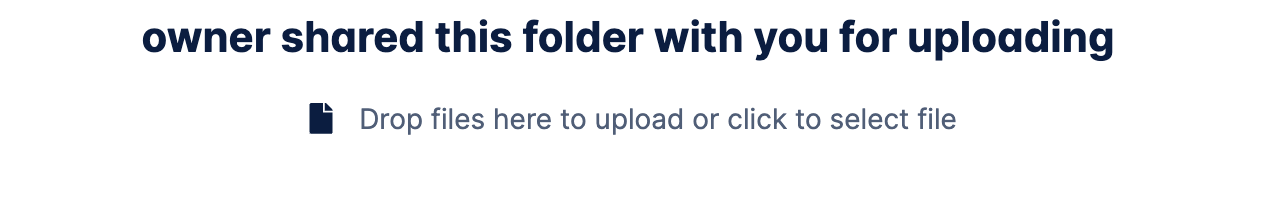 owner shared this folder with you for uploading
Drop files here to upload or click to select file